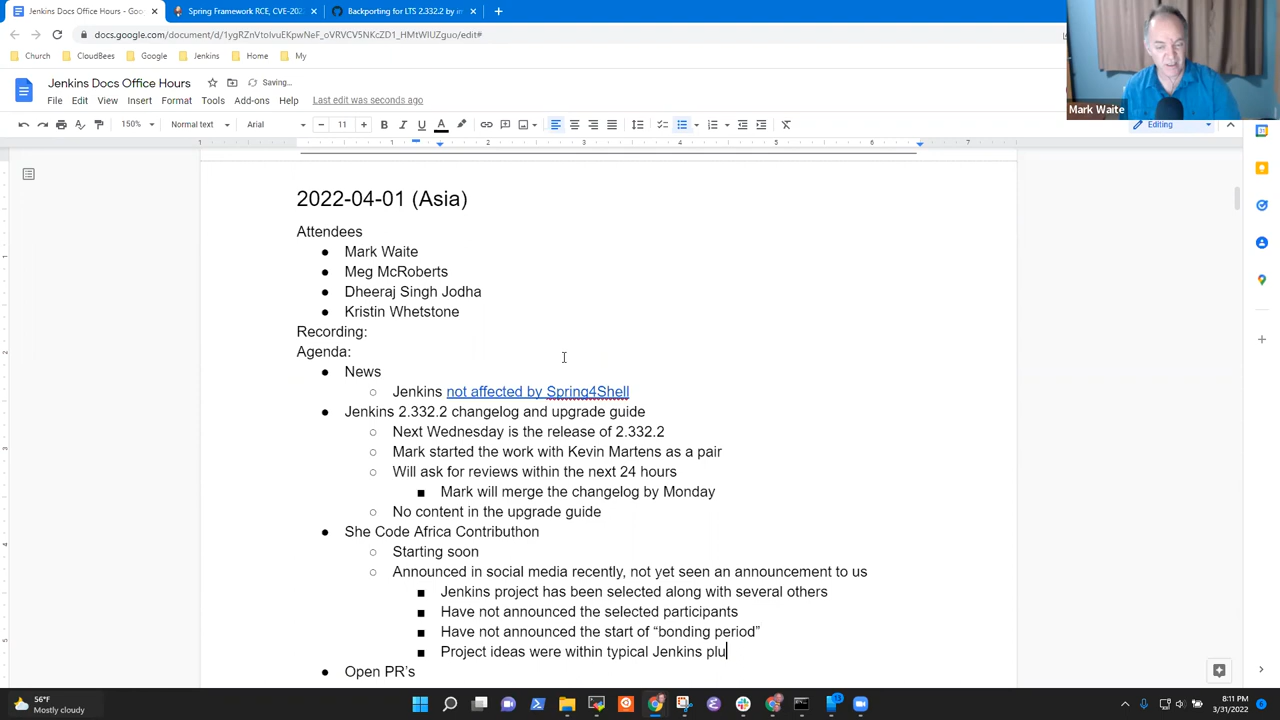 Jenkins Docs Office Hours - Goo
Spring Framework RCE, CVE-202
Backporting for LTS 2.332.2 by m
docs.google.com/document/d/1ygRZnVtoIvuEKpwNeF_oVRVCV5NKcZD1_HMtWIUZguo/edit#
Church
CloudBees
Google
Jenkins
Home
My
Jenkins Docs Office Hours
Saving...
File Edit View Insert Format Tools Add-ons Help Last edit was seconds ago
150% Normal text Arial 11 Editing
Mark Waite
2022-04-01 (Asia)
Attendees
● Mark Waite
● Meg McRoberts
● Dheeraj Singh Jodha
● Kristin Whetstone
Recording:
Agenda:
● News
○ Jenkins not affected by Spring4Shell
● Jenkins 2.332.2 changelog and upgrade guide
○ Next Wednesday is the release of 2.332.2
○ Mark started the work with Kevin Martens as a pair
○ Will ask for reviews within the next 24 hours
■ Mark will merge the changelog by Monday
○ No content in the upgrade guide
● She Code Africa Contributhon
○ Starting soon
○ Announced in social media recently, not yet seen an announcement to us
■ Jenkins project has been selected along with several others
■ Have not announced the selected participants
■ Have not announced the start of “bonding period”
■ Project ideas were within typical Jenkins plu
● Open PR's
56°F
Mostly cloudy
8:11 PM
3/31/2022